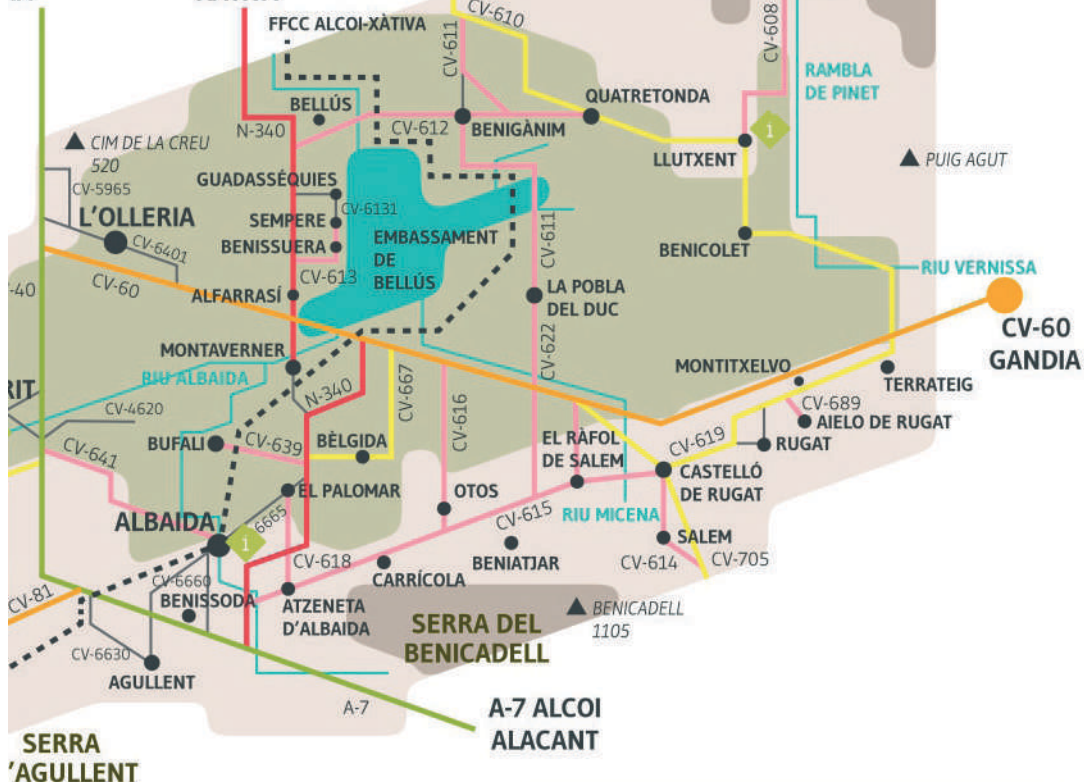 FFCC ALCOI-XÀTIVA
CV-610
CV-611
CV-608
RAMBLA
DE PINET
BELLÚS
QUATRETONDA
N-340
CV-612
BENIGÀNIM
CIM DE LA CREU
520
LLUTXENT
i
PUIG AGUT
CV-5965
GUADASSÉQUIES
L'OLLERIA
CV-6131
SEMPERE
CV-6401
BENISSUERA
EMBASSAMENT
DE
BELLÚS
CV-611
BENICOLET
CV-613
RIU VERNISSA
CV-60
-40
ALFARRASÍ
LA POBLA
DEL DUC
CV-60
GANDIA
MONTAVERNER
CV-622
MONTITXELVO
RIU ALBAIDA
N-340
CV-667
TERRATEIG
RIT
CV-616
CV-689
CV-4620
AIELO DE RUGAT
BUFALI
CV-639
BÈLGIDA
EL RÀFOL
DE SALEM
CV-619
RUGAT
CV-641
CASTELLÓ
DE RUGAT
EL PALOMAR
OTOS
ALBAIDA
6665
i
CV-615
RIU MICENA
SALEM
CV-618
BENIATJAR
CV-614
CV-705
CV-6660
CARRÍCOLA
CV-81
BENISSODA
ATZENETA
D'ALBAIDA
BENICADELL
1105
SERRA DEL
BENICADELL
CV-6630
AGULLENT
A-7
A-7 ALCOI
ALACANT
SERRA
'AGULLENT